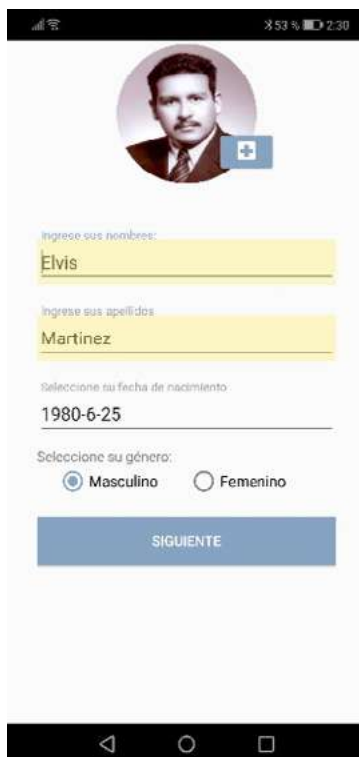 53 % 2:30
Ingrese sus nombres:
Elvis
Ingrese sus apellidos
Martinez
Seleccione su fecha de nacimiento
1980-6-25
Seleccione su género:
Masculino Femenino
SIGUIENTE